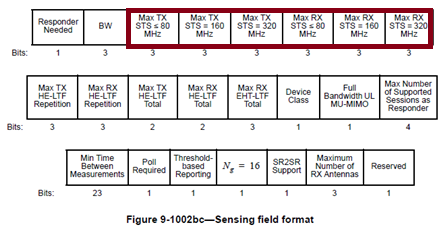 Responder Needed BW Max TX STS ≤ 80 MHz Max TX STS = 160 MHz Max TX STS = 320 MHz Max RX STS ≤ 80 MHz Max RX STS = 160 MHz Max RX STS = 320 MHz
Bits: 1 3 3 3 3 3 3 3
Max TX HE-LTF Repetition Max RX HE-LTF Repetition Max TX HE-LTF Total Max RX HE-LTF Total Max RX EHT-LTF Total Device Class Full Bandwidth UL MU-MIMO Max Number of Supported Sessions as Responder
Bits: 3 3 2 2 3 1 1 4
Min Time Between Measurements Poll Required Threshold-based Reporting Ng = 16 SR2SR Support Maximum Number of RX Antennas Reserved
Bits: 23 1 1 1 1 3 1
Figure 9-1002bc—Sensing field format